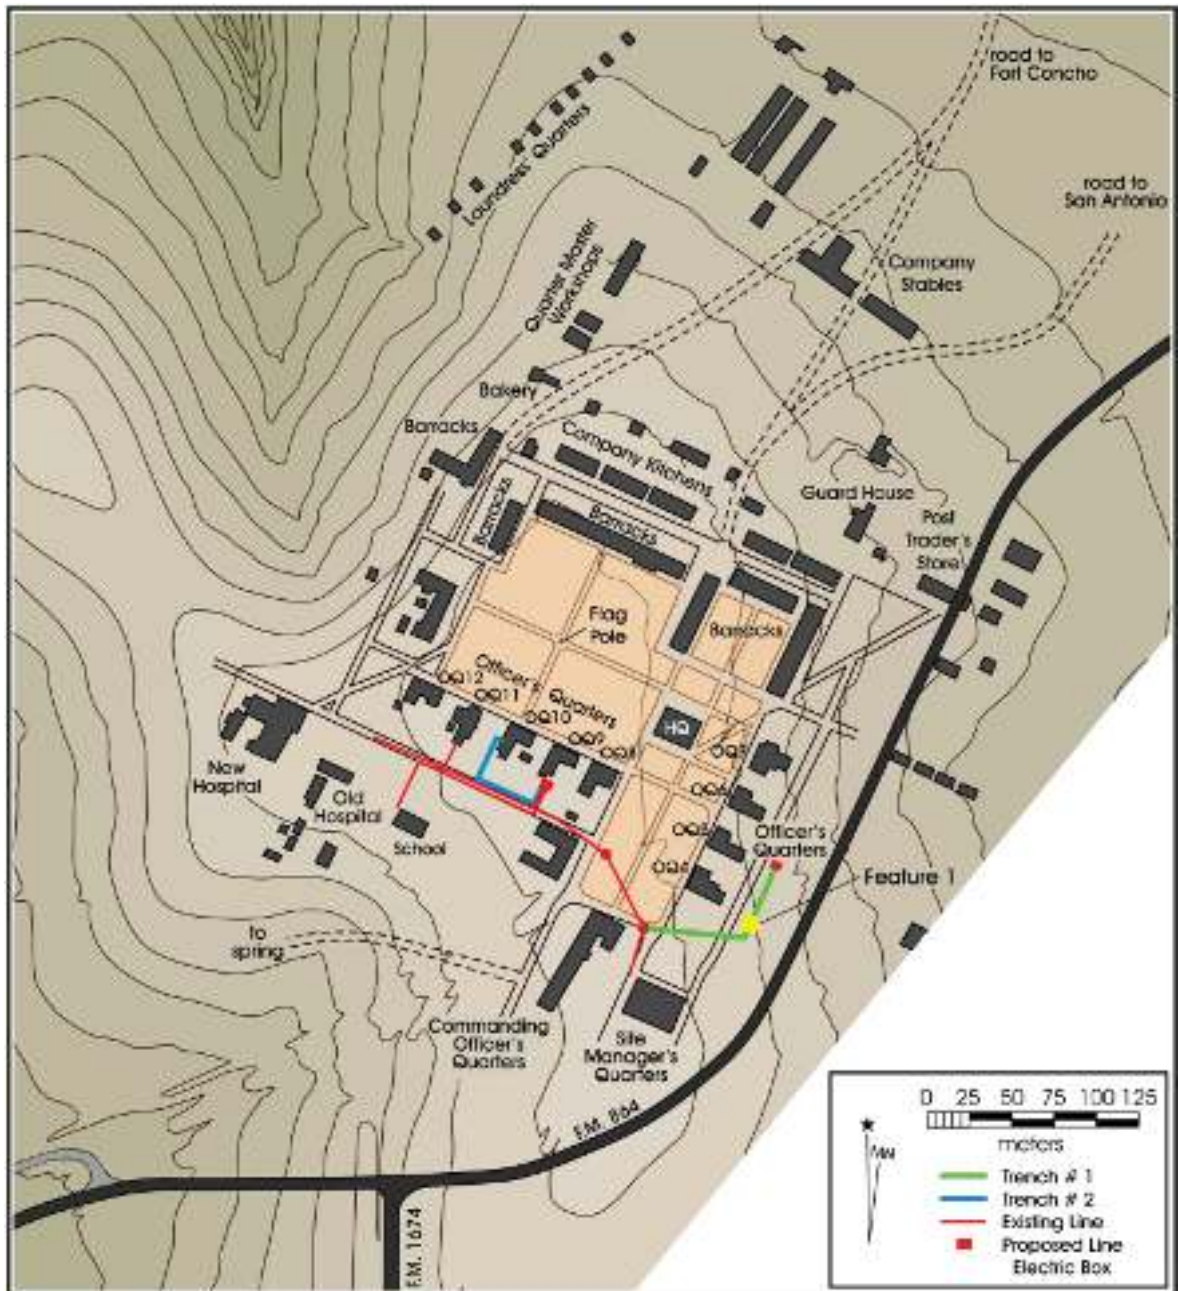 road to
Fort Concho
road to
San Antonio
Laundress' Quarters
Quarter Master
Workshops
Company
Stables
Bakery
Barracks
Company Kitchens
Guard House
Barracks
Barracks
Post
Trader's
Store
Flag
Pole
Barracks
Officer's Quarters
OQ12
OQ11
OQ10
OQ9
OQ8
HQ
OQ6
OQ5
OQ4
New
Hospital
Old
Hospital
School
Officer's
Quarters
Feature 1
to
spring
Commanding
Officer's
Quarters
Site
Manager's
Quarters
F.M. 864
F.M. 1674
0 25 50 75 100 125
meters
MN
Trench # 1
Trench # 2
Existing Line
Proposed Line
Electric Box